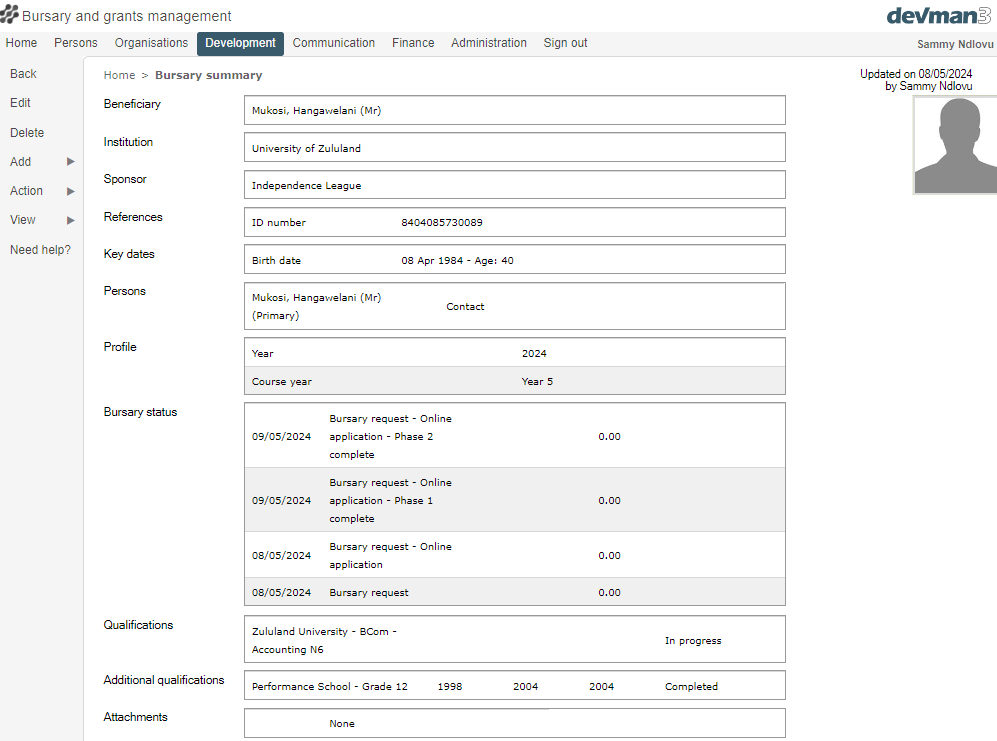 Bursary and grants management
devman3
Home Persons Organisations Development Communication Finance Administration Sign out
Sammy Ndlovu
Back
Edit
Delete
Add
Action
View
Need help?
Home > Bursary summary
Updated on 08/05/2024
by Sammy Ndlovu
Beneficiary
Mukosi, Hangawelani (Mr)
Institution
University of Zululand
Sponsor
Independence League
References
ID number 8404085730089
Key dates
Birth date 08 Apr 1984 - Age: 40
Persons
Mukosi, Hangawelani (Mr)
(Primary)
Contact
Profile
Year 2024
Course year Year 5
Bursary status
09/05/2024
Bursary request - Online
application - Phase 2
complete
0.00
09/05/2024
Bursary request - Online
application - Phase 1
complete
0.00
08/05/2024
Bursary request - Online
application
0.00
08/05/2024 Bursary request 0.00
Qualifications
Zululand University - BCom -
Accounting N6
In progress
Additional qualifications
Performance School - Grade 12 1998 2004 2004 Completed
Attachments
None